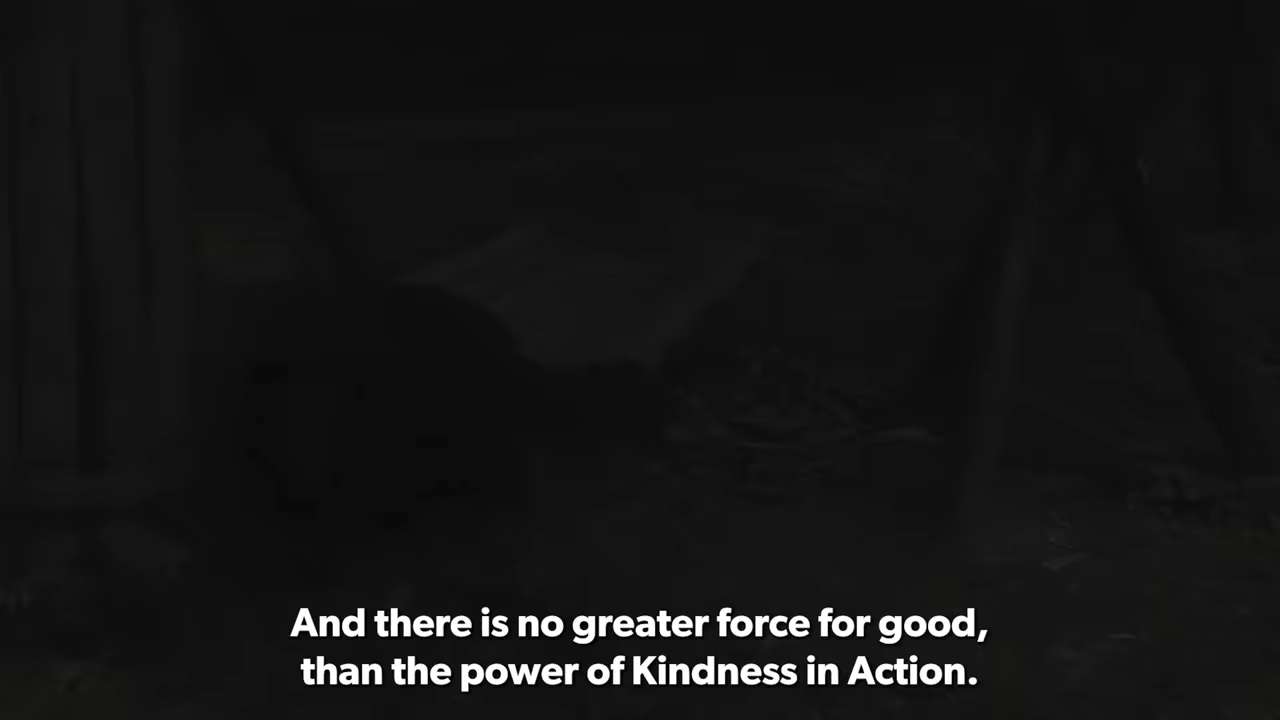 And there is no greater force for good,
than the power of Kindness in Action.